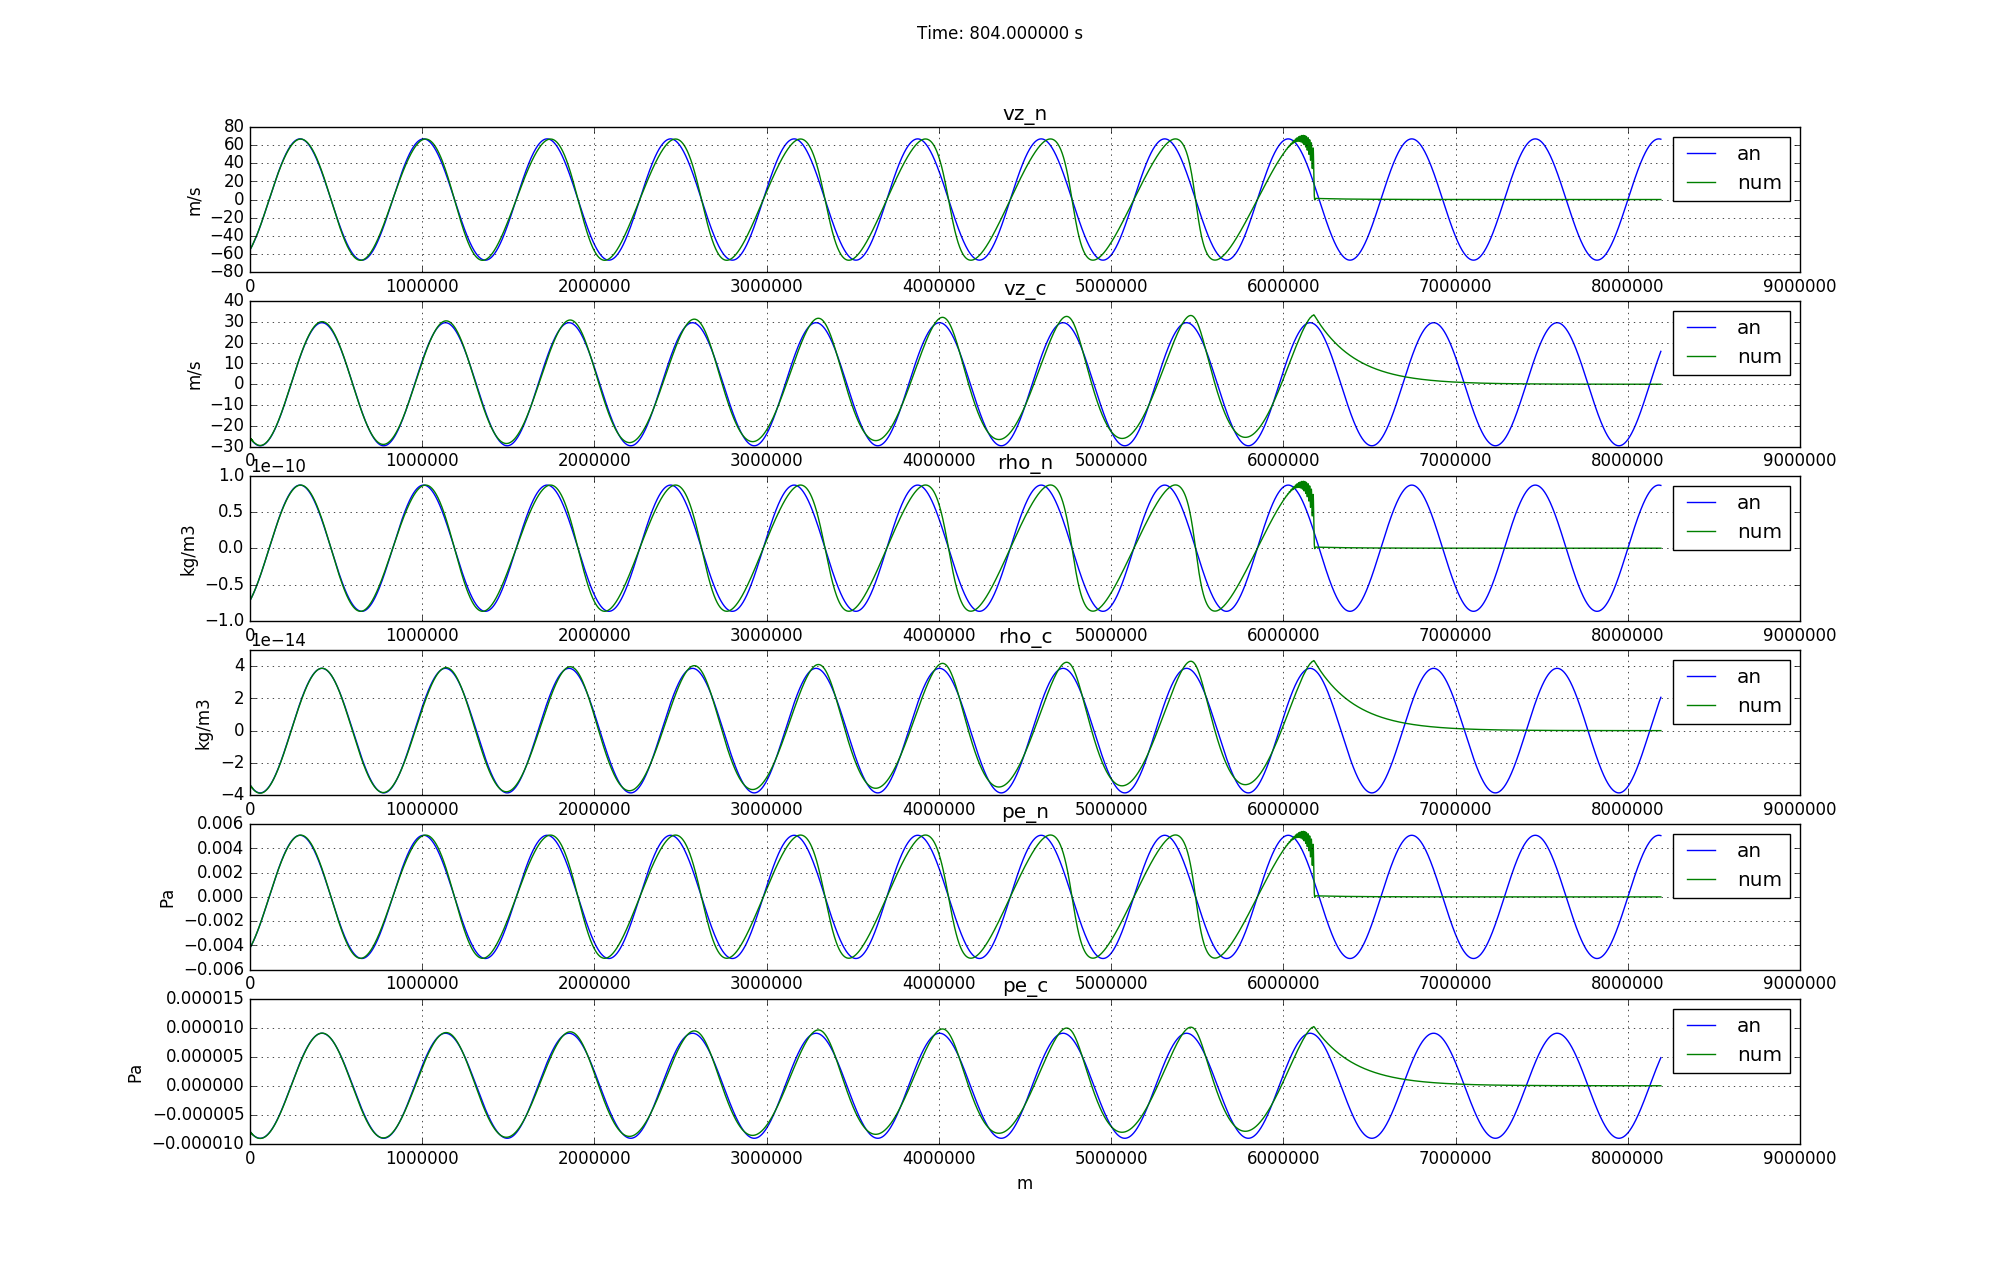 Time: 804.000000 s
vz_n
80
60
40
20
0
−20
−40
−60
−80
m/s
an
num
0 1000000 2000000 3000000 4000000 5000000 6000000 7000000 8000000 9000000
vz_c
40
30
20
10
0
−10
−20
−30
m/s
an
num
0 1000000 2000000 3000000 4000000 5000000 6000000 7000000 8000000 9000000
1e−10
rho_n
1.0
0.5
0.0
−0.5
−1.0
kg/m3
an
num
0 1000000 2000000 3000000 4000000 5000000 6000000 7000000 8000000 9000000
1e−14
rho_c
4
2
0
−2
−4
kg/m3
an
num
0 1000000 2000000 3000000 4000000 5000000 6000000 7000000 8000000 9000000
pe_n
0.006
0.004
0.002
0.000
−0.002
−0.004
−0.006
Pa
an
num
0 1000000 2000000 3000000 4000000 5000000 6000000 7000000 8000000 9000000
pe_c
0.000015
0.000010
0.000005
0.000000
−0.000005
−0.000010
Pa
an
num
0 1000000 2000000 3000000 4000000 5000000 6000000 7000000 8000000 9000000
m